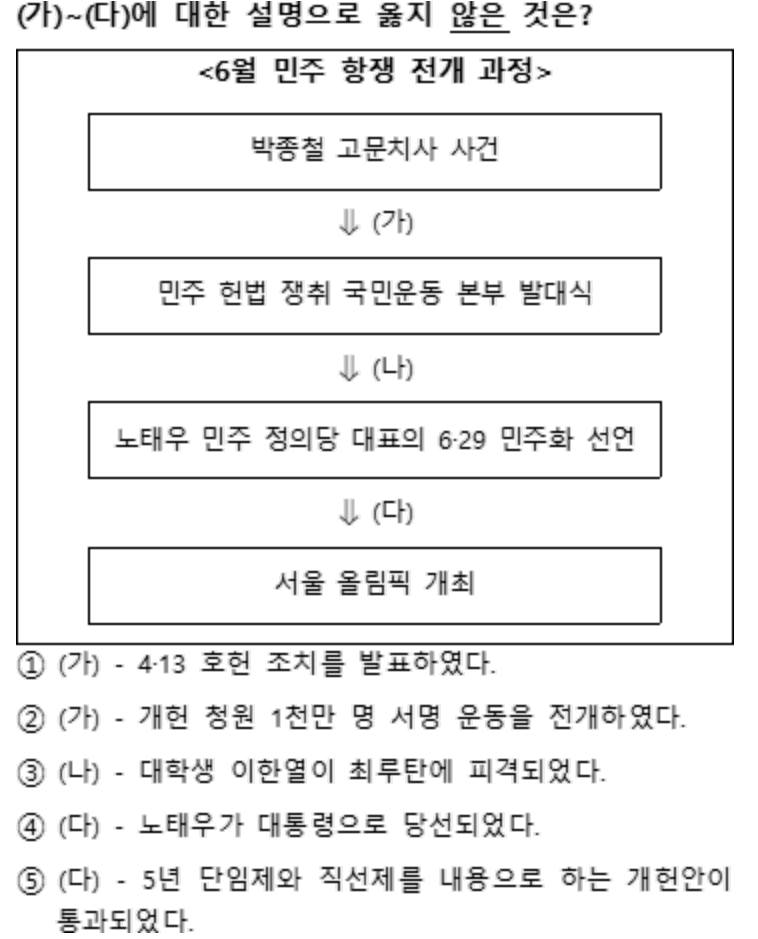 (가)~(다)에 대한 설명으로 옳지 않은 것은?
<6월 민주 항쟁 전개 과정>
박종철 고문치사 사건
⇓ (가)
민주 헌법 쟁취 국민운동 본부 발대식
⇓ (나)
노태우 민주 정의당 대표의 6·29 민주화 선언
⇓ (다)
서울 올림픽 개최
① (가) - 4·13 호헌 조치를 발표하였다.
② (가) - 개헌 청원 1천만 명 서명 운동을 전개하였다.
③ (나) - 대학생 이한열이 최루탄에 피격되었다.
④ (다) - 노태우가 대통령으로 당선되었다.
⑤ (다) - 5년 단임제와 직선제를 내용으로 하는 개헌안이
통과되었다.